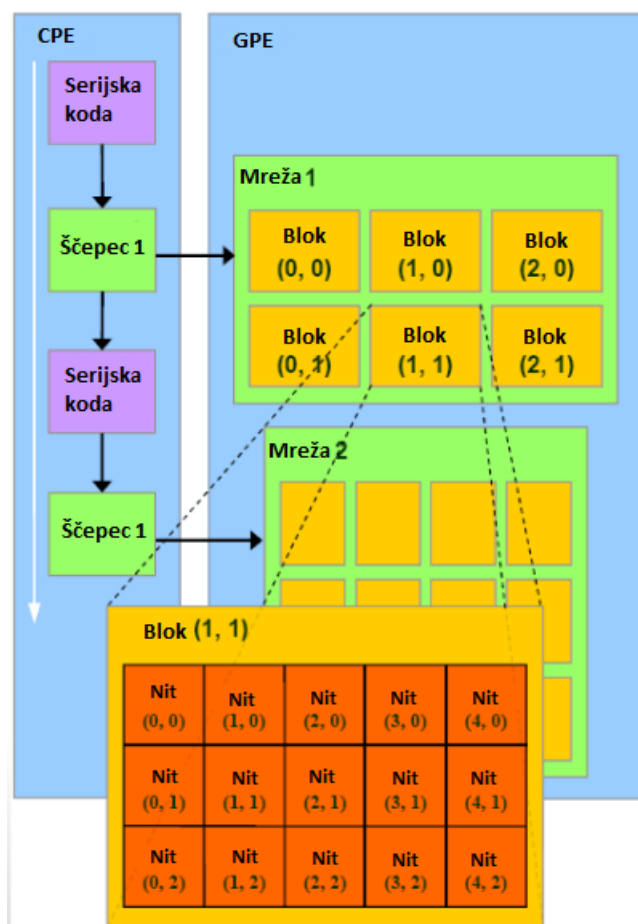 CPE
Serijska
koda
Ščepec 1
Serijska
koda
Ščepec 1
GPE
Mreža 1
Blok
(0, 0)
Blok
(1, 0)
Blok
(2, 0)
Blok
(0, 1)
Blok
(1, 1)
Blok
(2, 1)
Mreža 2
Blok (1, 1)
Nit
(0, 0)
Nit
(1, 0)
Nit
(2, 0)
Nit
(3, 0)
Nit
(4, 0)
Nit
(0, 1)
Nit
(1, 1)
Nit
(2, 1)
Nit
(3, 1)
Nit
(4, 1)
Nit
(0, 2)
Nit
(1, 2)
Nit
(2, 2)
Nit
(3, 2)
Nit
(4, 2)